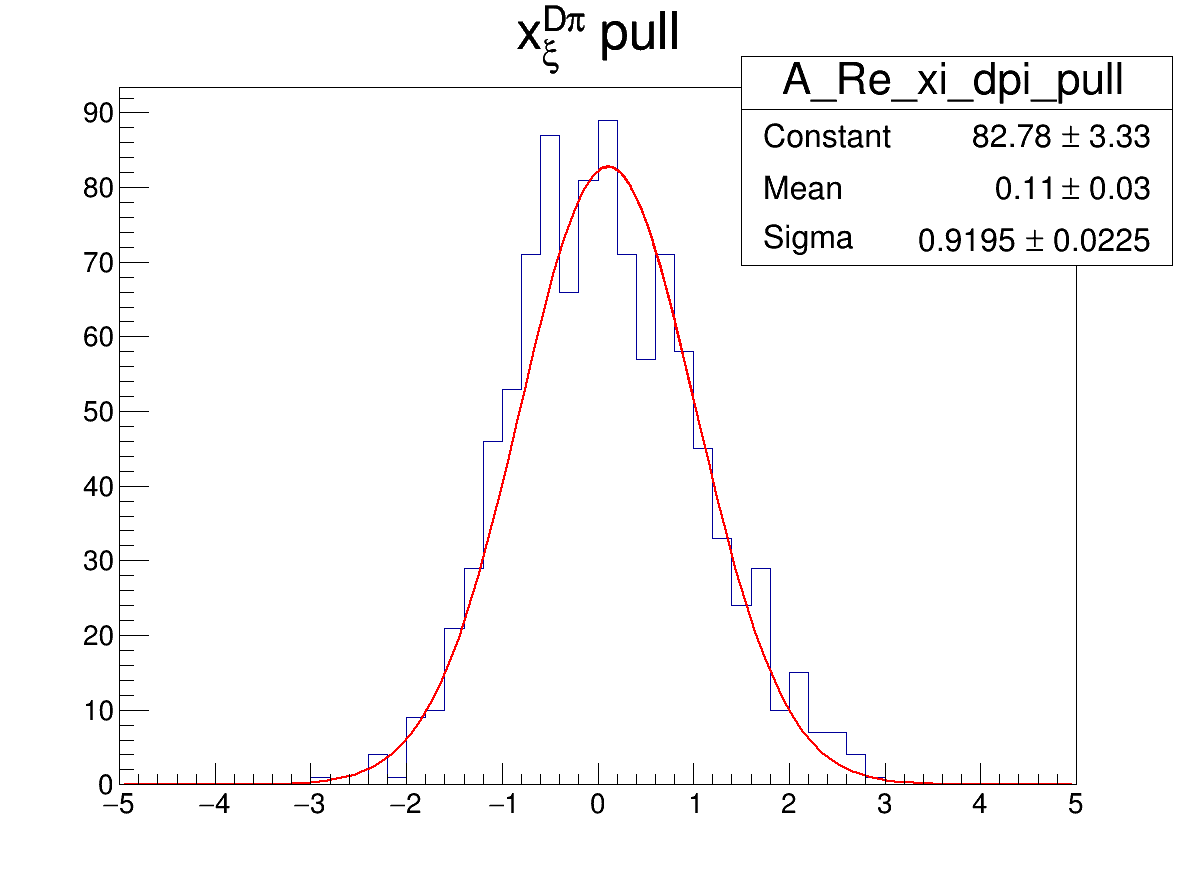 x_ξ^Dπ pull
A_Re_xi_dpi_pull
Constant 82.78 ± 3.33
Mean 0.11 ± 0.03
Sigma 0.9195 ± 0.0225
90
80
70
60
50
40
30
20
10
0
−5 −4 −3 −2 −1 0 1 2 3 4 5